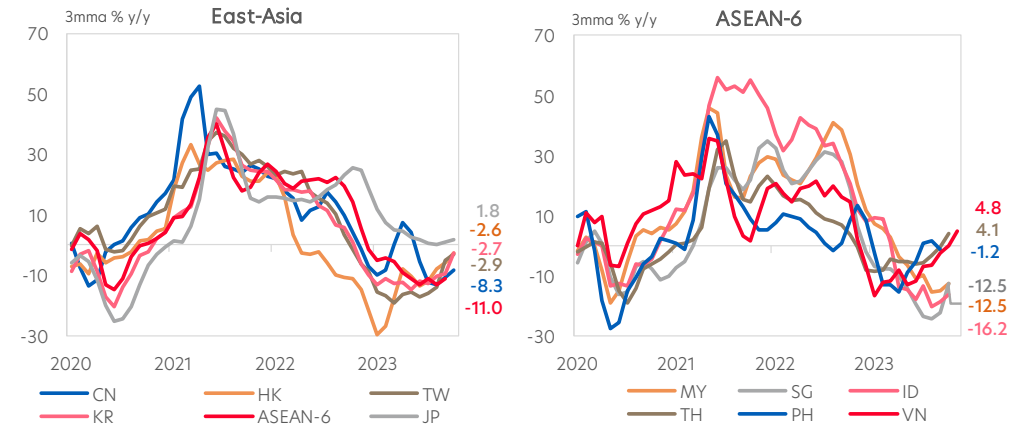 East-Asia
3mma % y/y
70
50
30
10
-10
-30
1.8
-2.6
-2.7
-2.9
-8.3
-11.0
2020 2021 2022 2023
CN HK TW
KR ASEAN-6 JP
ASEAN-6
3mma % y/y
70
50
30
10
-10
-30
4.8
4.1
-1.2
-12.5
-12.5
-16.2
2020 2021 2022 2023
MY SG ID
TH PH VN